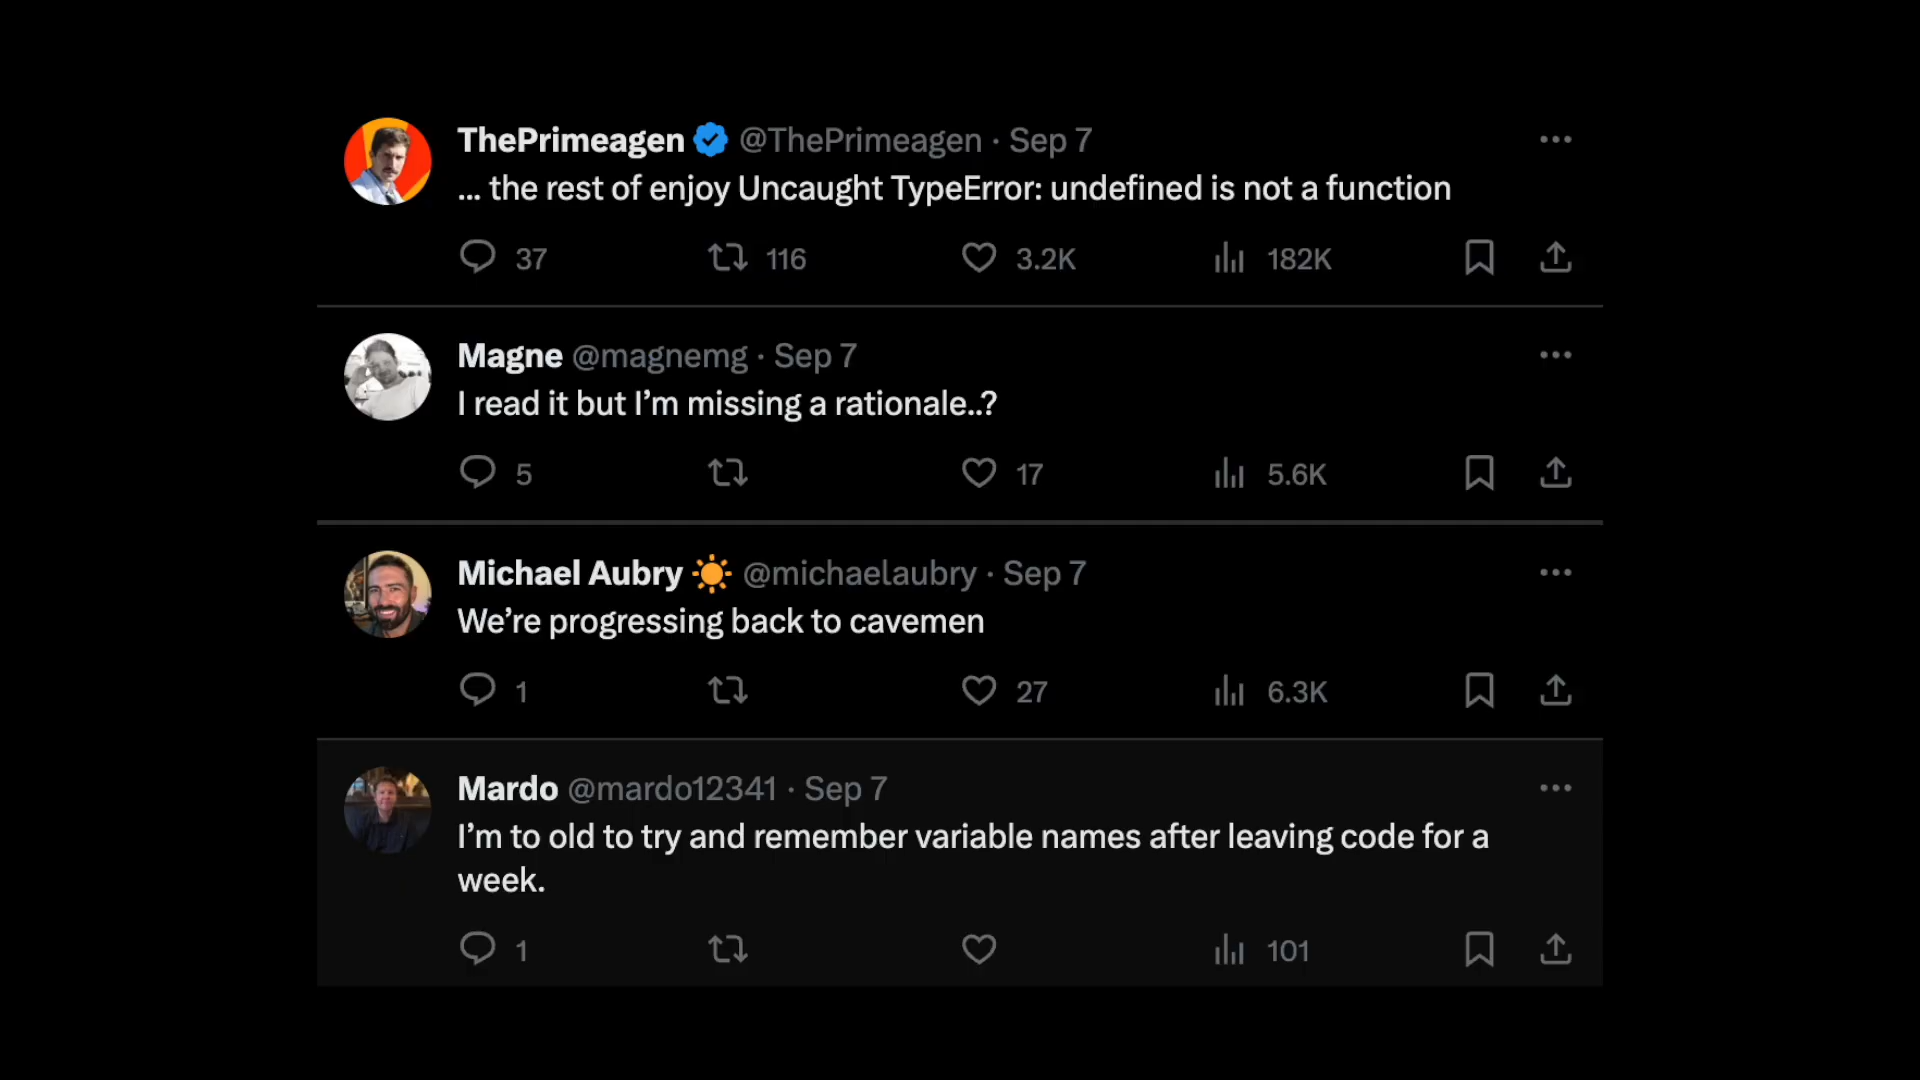 ThePrimeagen @ThePrimeagen · Sep 7
... the rest of enjoy Uncaught TypeError: undefined is not a function
37 116 3.2K 182K
Magne @magnemg · Sep 7
I read it but I’m missing a rationale..?
5 17 5.6K
Michael Aubry @michaelaubry · Sep 7
We’re progressing back to cavemen
1 27 6.3K
Mardo @mardo12341 · Sep 7
I’m to old to try and remember variable names after leaving code for a
week.
1 101